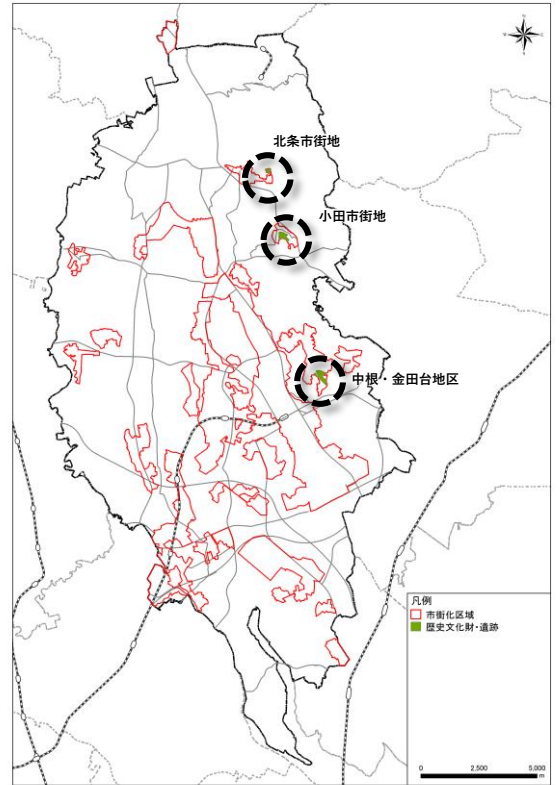 北条市街地
小田市街地
中根・金田台地区
凡例
市街化区域
歴史文化財・遺跡
0 2,500 5,000
m